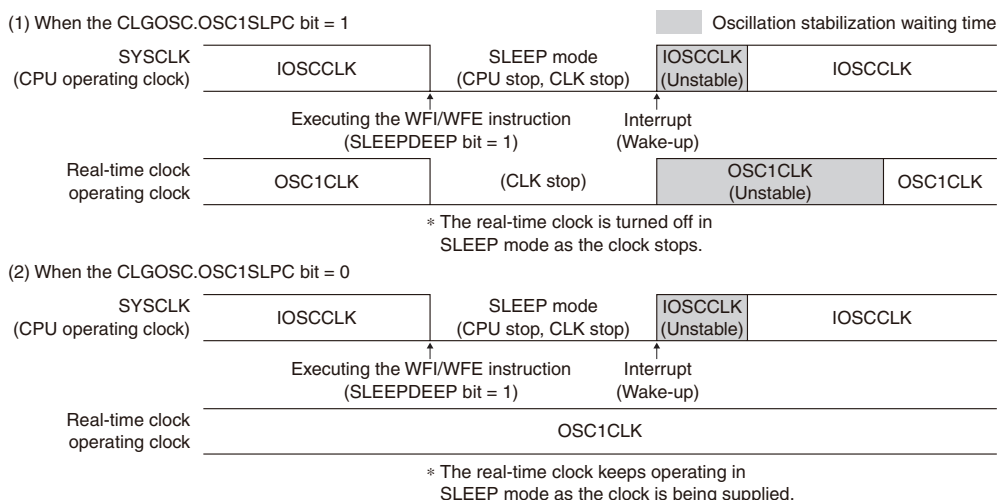 (1) When the CLGOSC.OSC1SLPC bit = 1
Oscillation stabilization waiting time
SYSCLK
(CPU operating clock)
IOSCCLK
SLEEP mode
(CPU stop, CLK stop)
IOSCCLK
(Unstable)
IOSCCLK
Executing the WFI/WFE instruction
(SLEEPDEEP bit = 1)
Interrupt
(Wake-up)
Real-time clock
operating clock
OSC1CLK
(CLK stop)
OSC1CLK
(Unstable)
OSC1CLK
* The real-time clock is turned off in
SLEEP mode as the clock stops.
(2) When the CLGOSC.OSC1SLPC bit = 0
SYSCLK
(CPU operating clock)
IOSCCLK
SLEEP mode
(CPU stop, CLK stop)
IOSCCLK
(Unstable)
IOSCCLK
Executing the WFI/WFE instruction
(SLEEPDEEP bit = 1)
Interrupt
(Wake-up)
Real-time clock
operating clock
OSC1CLK
* The real-time clock keeps operating in
SLEEP mode as the clock is being supplied.